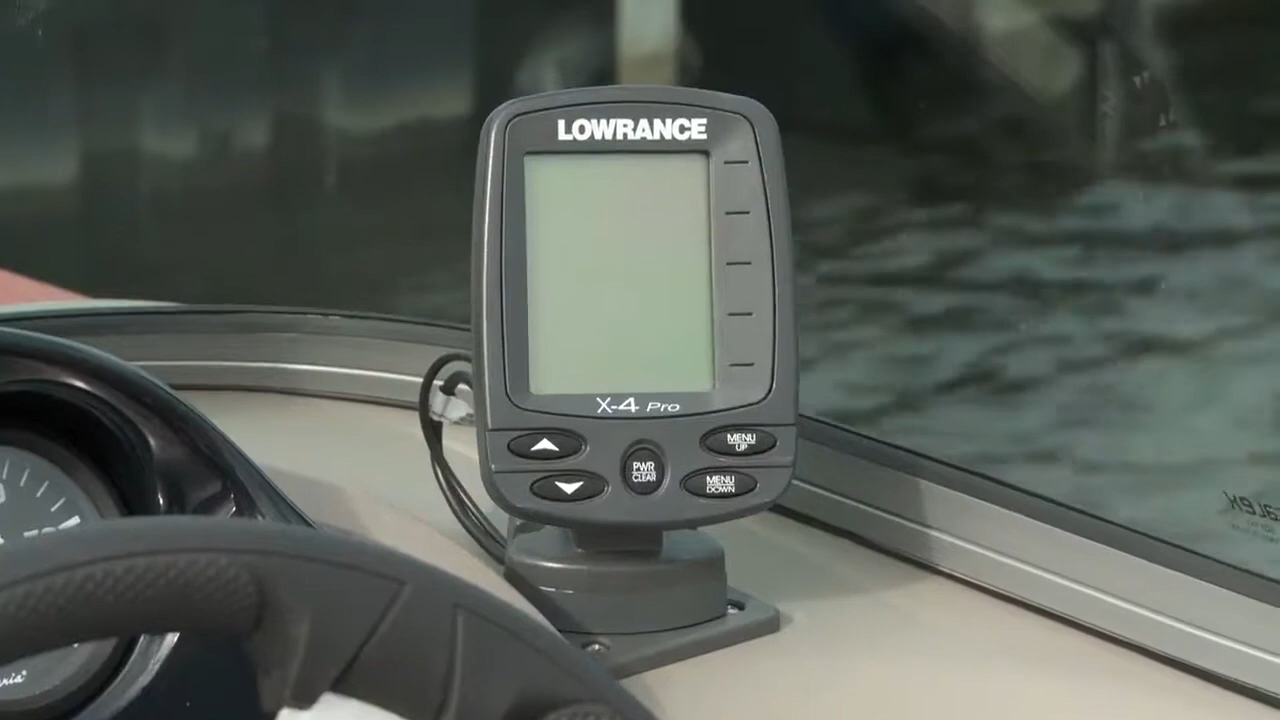 LOWRANCE
X-4 Pro
MENU
UP
PWR
CLEAR
MENU
DOWN